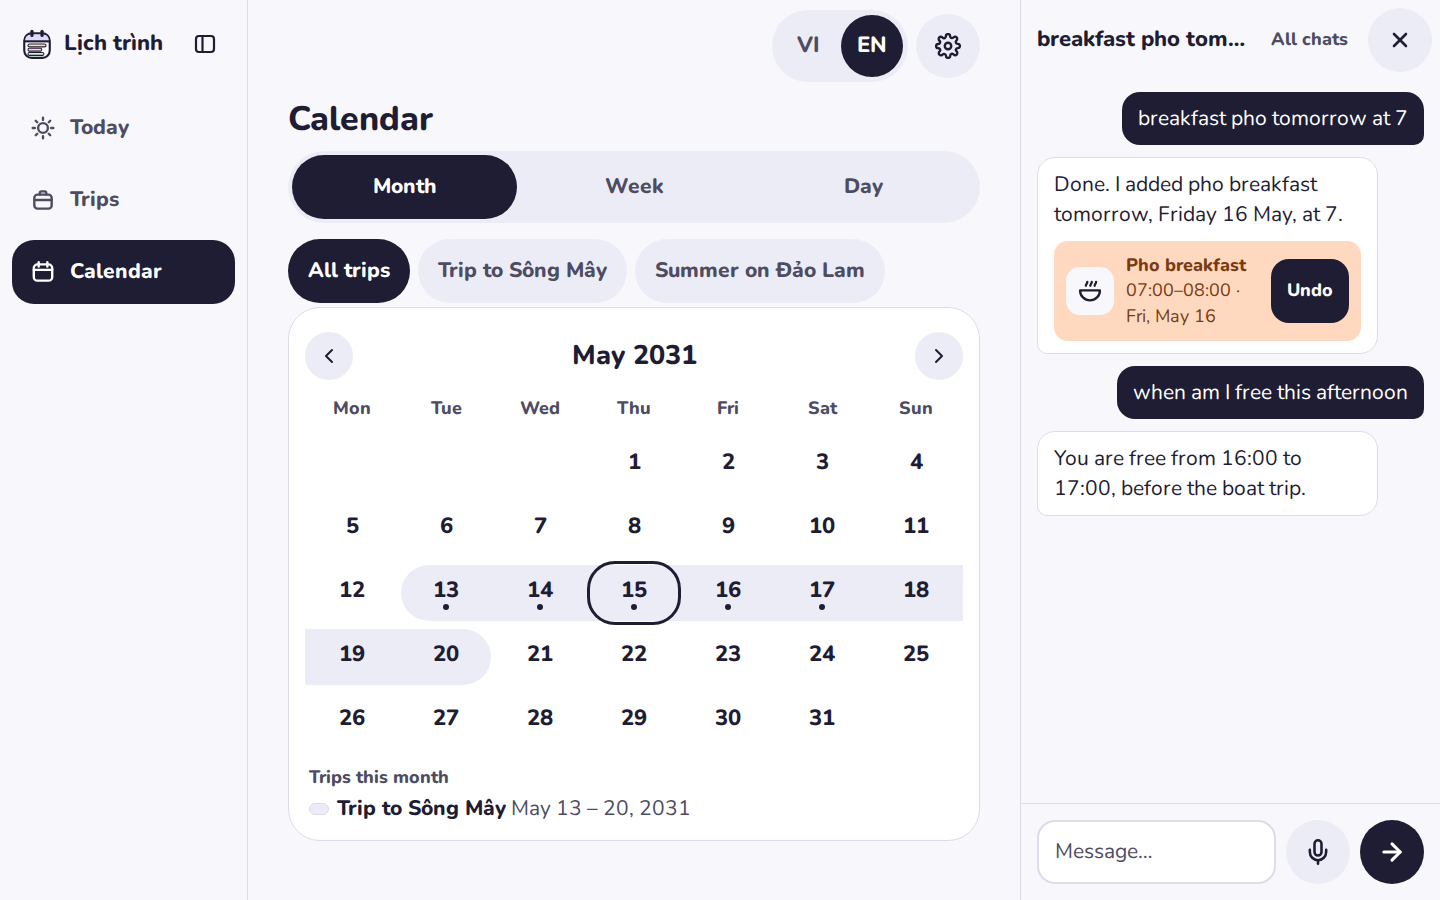 Lịch trình
Today
Trips
Calendar
VI EN
Calendar
Month Week Day
All trips Trip to Sông Mây Summer on Đảo Lam
May 2031
Mon Tue Wed Thu Fri Sat Sun
1 2 3 4
5 6 7 8 9 10 11
12 13 14 15 16 17 18
19 20 21 22 23 24 25
26 27 28 29 30 31
Trips this month
Trip to Sông Mây May 13 – 20, 2031
breakfast pho tom... All chats
breakfast pho tomorrow at 7
Done. I added pho breakfast
tomorrow, Friday 16 May, at 7.
Pho breakfast
07:00–08:00 ·
Fri, May 16
Undo
when am I free this afternoon
You are free from 16:00 to
17:00, before the boat trip.
Message...